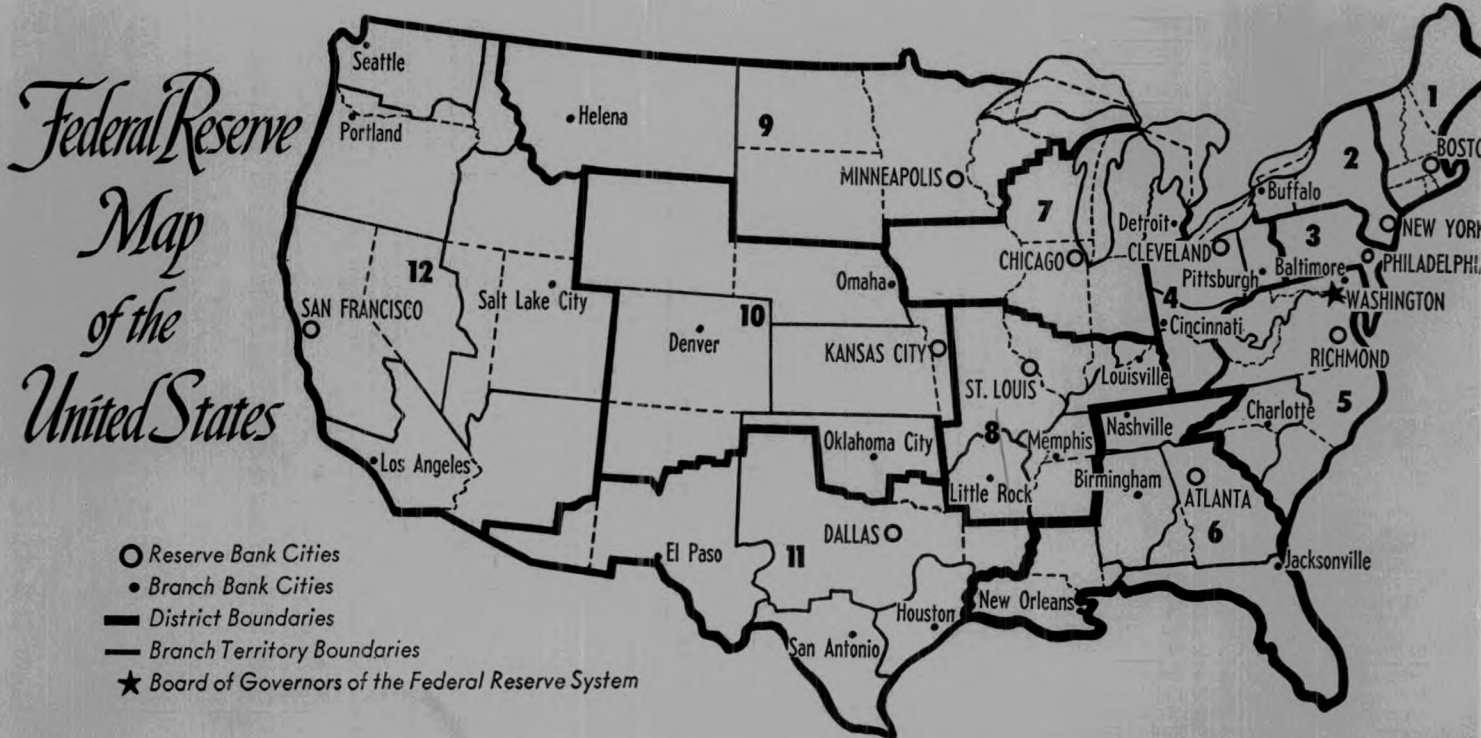 Federal Reserve
Map
of the
United States
Seattle
Portland
Helena
9
MINNEAPOLIS
7
Detroit
CHICAGO
CLEVELAND
Buffalo
2
1
BOSTO
NEW YORK
3
PHILADELPHIA
Pittsburgh
Baltimore
WASHINGTON
4
Cincinnati
RICHMOND
12
SAN FRANCISCO
Salt Lake City
Omaha
10
Denver
KANSAS CITY
ST. LOUIS
Louisville
5
Charlotte
Nashville
8
Memphis
Oklahoma City
Los Angeles
Little Rock
Birmingham
ATLANTA
6
DALLAS
El Paso
11
Jacksonville
Houston
New Orleans
San Antonio
Reserve Bank Cities
Branch Bank Cities
District Boundaries
Branch Territory Boundaries
Board of Governors of the Federal Reserve System